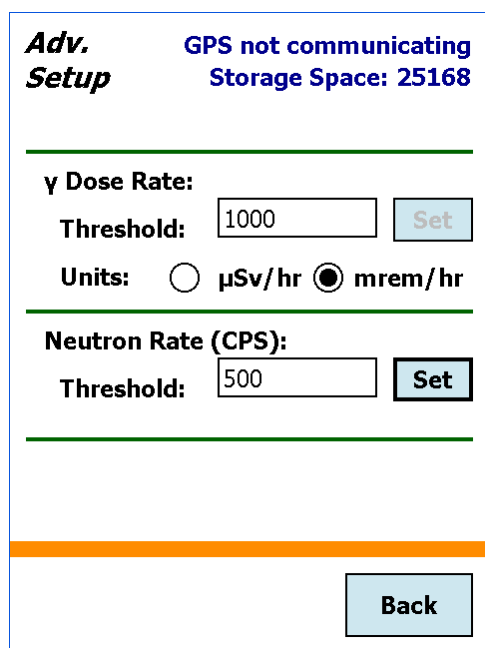 Adv. GPS not communicating
Setup Storage Space: 25168
γ Dose Rate:
Threshold: 1000 Set
Units: µSv/hr mrem/hr
Neutron Rate (CPS):
Threshold: 500 Set
Back